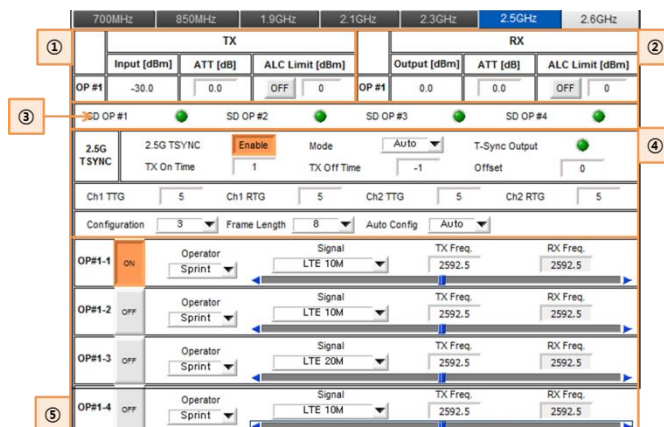 700MHz 850MHz 1.9GHz 2.1GHz 2.3GHz 2.5GHz 2.6GHz
① TX RX ②
Input [dBm] ATT [dB] ALC Limit [dBm] Output [dBm] ATT [dB] ALC Limit [dBm]
OP #1 -30.0 0.0 OFF 0 OP #1 0.0 0.0 OFF 0
③ SD OP #1 SD OP #2 SD OP #3 SD OP #4
2.5G TSYNC 2.5G TSYNC Enable Mode Auto T-Sync Output ④
TX On Time 1 TX Off Time -1 Offset 0
Ch1 TTG 5 Ch1 RTG 5 Ch2 TTG 5 Ch2 RTG 5
Configuration 3 Frame Length 8 Auto Config Auto
Operator Signal TX Freq. RX Freq.
OP#1-1 ON Sprint LTE 10M 2592.5 2592.5
Operator Signal TX Freq. RX Freq.
OP#1-2 OFF Sprint LTE 10M 2592.5 2592.5
Operator Signal TX Freq. RX Freq.
OP#1-3 OFF Sprint LTE 20M 2592.5 2592.5
Operator Signal TX Freq. RX Freq.
⑤ OP#1-4 OFF Sprint LTE 10M 2592.5 2592.5